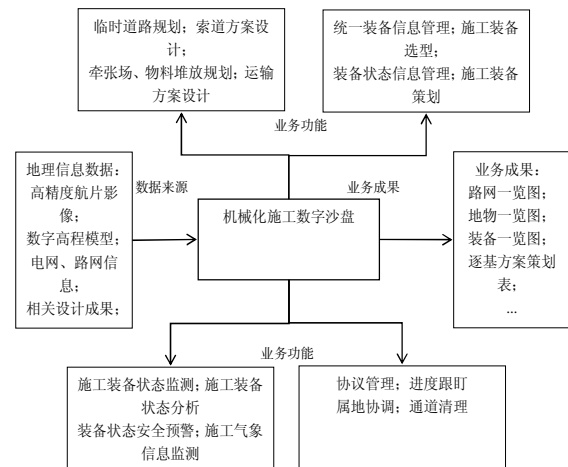 临时道路规划；索道方案设
计；
牵张场、物料堆放规划；运输
方案设计
统一装备信息管理；施工装备
选型；
装备状态信息管理；施工装备
策划
业务功能
地理信息数据：
高精度航片影
像；
数字高程模型；
电网、路网信
息；
相关设计成果；
数据来源
机械化施工数字沙盘
业务成果
业务成果：
路网一览图；
地物一览图；
装备一览图；
逐基方案策划
表；
...
业务功能
施工装备状态监测；施工装备
状态分析
装备状态安全预警；施工气象
信息监测
协议管理；进度跟盯
属地协调；通道清理